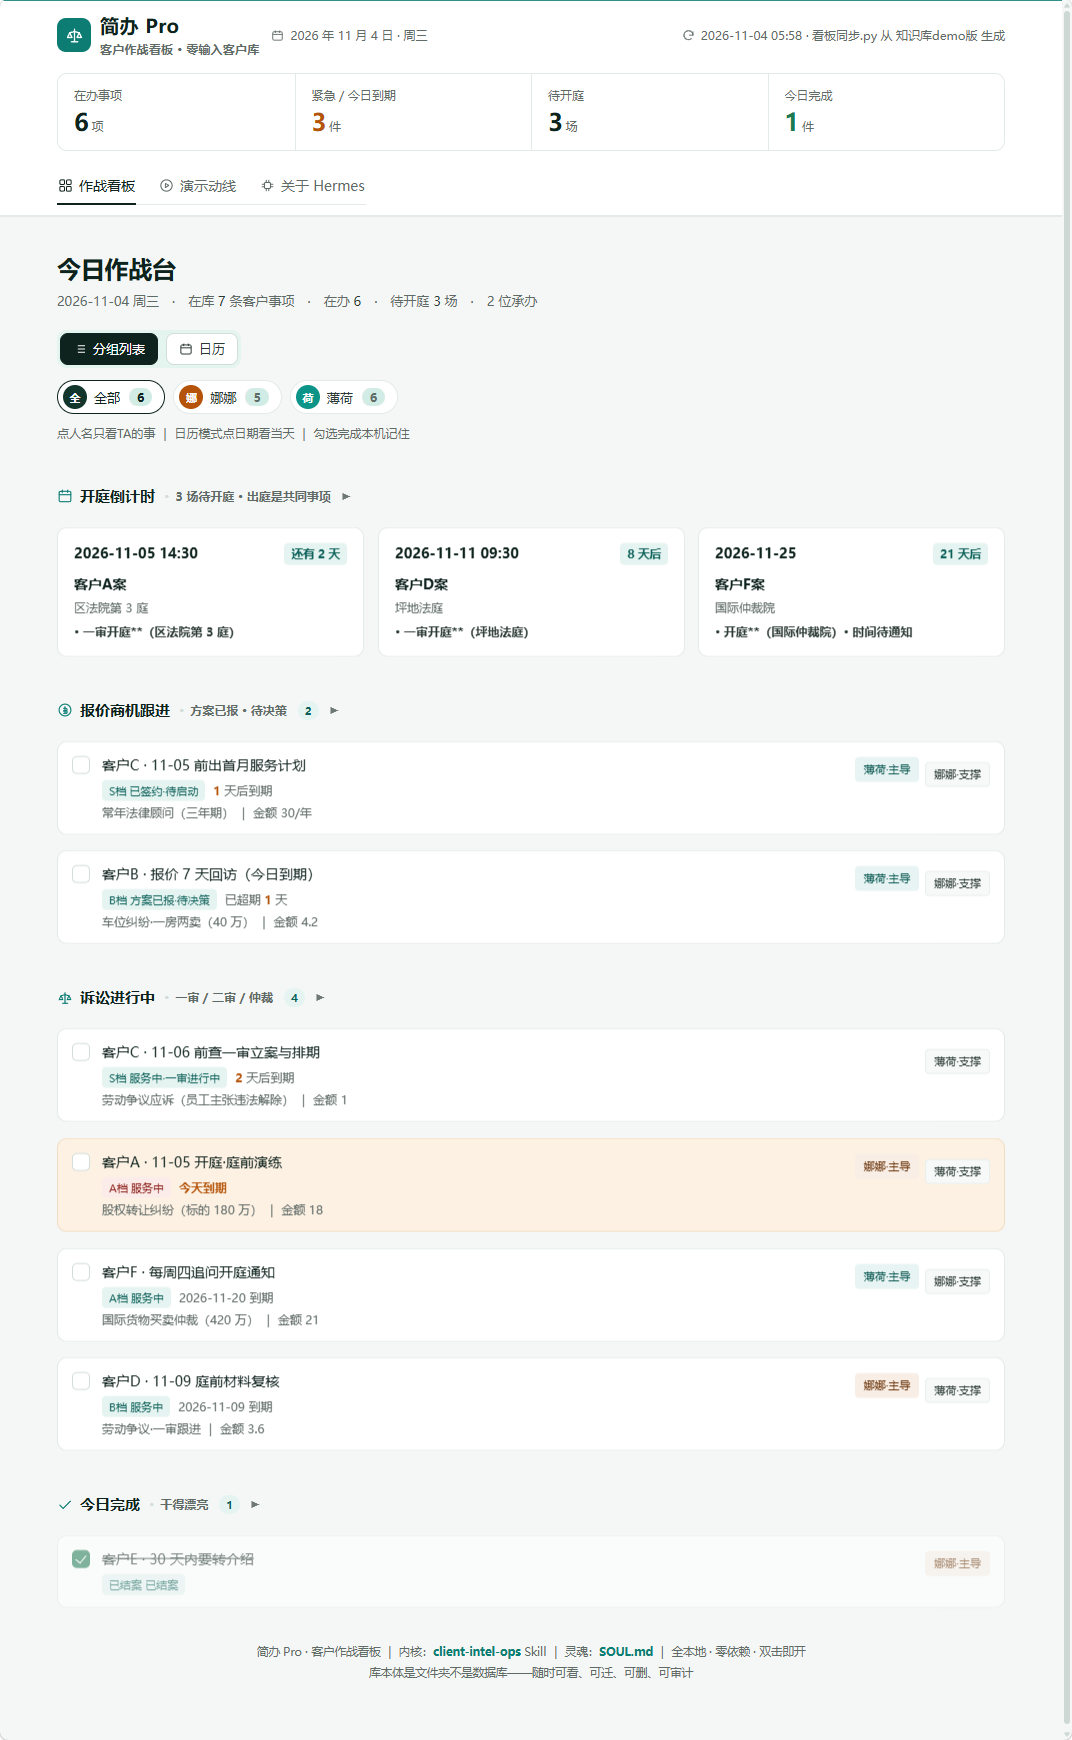 简办 Pro
客户作战看板 • 零输入客户库
2026 年 11 月 4 日 · 周三
2026-11-04 05:58 · 看板同步.py 从 知识库demo版 生成
在办事项
6 项
紧急 / 今日到期
3 件
待开庭
3 场
今日完成
1 件
作战看板
演示动线
关于 Hermes
今日作战台
2026-11-04 周三 · 在库 7 条客户事项 · 在办 6 · 待开庭 3 场 · 2 位承办
分组列表
日历
全 全部 6
娜 娜娜 5
荷 薄荷 6
点人名只看TA的事 | 日历模式点日期看当天 | 勾选完成本机记住
开庭倒计时 • 3 场待开庭 • 出庭是共同事项 ▶
2026-11-05 14:30 还有 2 天
客户A案
区法院第 3 庭
• 一审开庭** (区法院第 3 庭)
2026-11-11 09:30 8 天后
客户D案
坪地法庭
• 一审开庭** (坪地法庭)
2026-11-25 21 天后
客户F案
国际仲裁院
• 开庭** (国际仲裁院) • 时间待通知
报价商机跟进 • 方案已报 • 待决策 2 ▶
客户C · 11-05 前出首月服务计划
薄荷·主导 娜娜·支撑
S档 已签约·待启动 1 天后到期
常年法律顾问 (三年期) | 金额 30/年
客户B · 报价 7 天回访 (今日到期)
薄荷·主导 娜娜·支撑
B档 方案已报·待决策 已超期 1 天
车位纠纷·一房两卖 (40 万) | 金额 4.2
诉讼进行中 • 一审 / 二审 / 仲裁 4 ▶
客户C · 11-06 前查一审立案与排期
薄荷·支撑
S档 服务中·一审进行中 2 天后到期
劳动争议应诉 (员工主张违法解除) | 金额 1
客户A · 11-05 开庭·庭前演练
娜娜·主导 薄荷·支撑
A档 服务中 今天到期
股权转让纠纷 (标的 180 万) | 金额 18
客户F · 每周四追问开庭通知
薄荷·主导 娜娜·支撑
A档 服务中 2026-11-20 到期
国际货物买卖仲裁 (420 万) | 金额 21
客户D · 11-09 庭前材料复核
娜娜·主导 薄荷·支撑
B档 服务中 2026-11-09 到期
劳动争议·一审跟进 | 金额 3.6
今日完成 • 干得漂亮 1 ▶
客户E · 30 天内要转介绍
娜娜·主导
已结案 已结案
简办 Pro · 客户作战看板 | 内核: client-intel-ops Skill | 灵魂: SOUL.md | 全本地 · 零依赖 · 双击即开
库本体是文件夹不是数据库——随时可看、可迁、可删、可审计